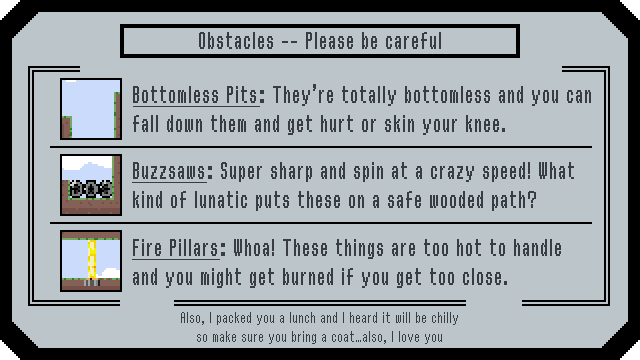 Obstacles -- Please be careful
Bottomless Pits: They're totally bottomless and you can
fall down them and get hurt or skin your knee.
Buzzsaws: Super sharp and spin at a crazy speed! What
kind of lunatic puts these on a safe wooded path?
Fire Pillars: Whoa! These things are too hot to handle
and you might get burned if you get too close.
Also, I packed you a lunch and I heard it will be chilly
so make sure you bring a coat...also, I love you